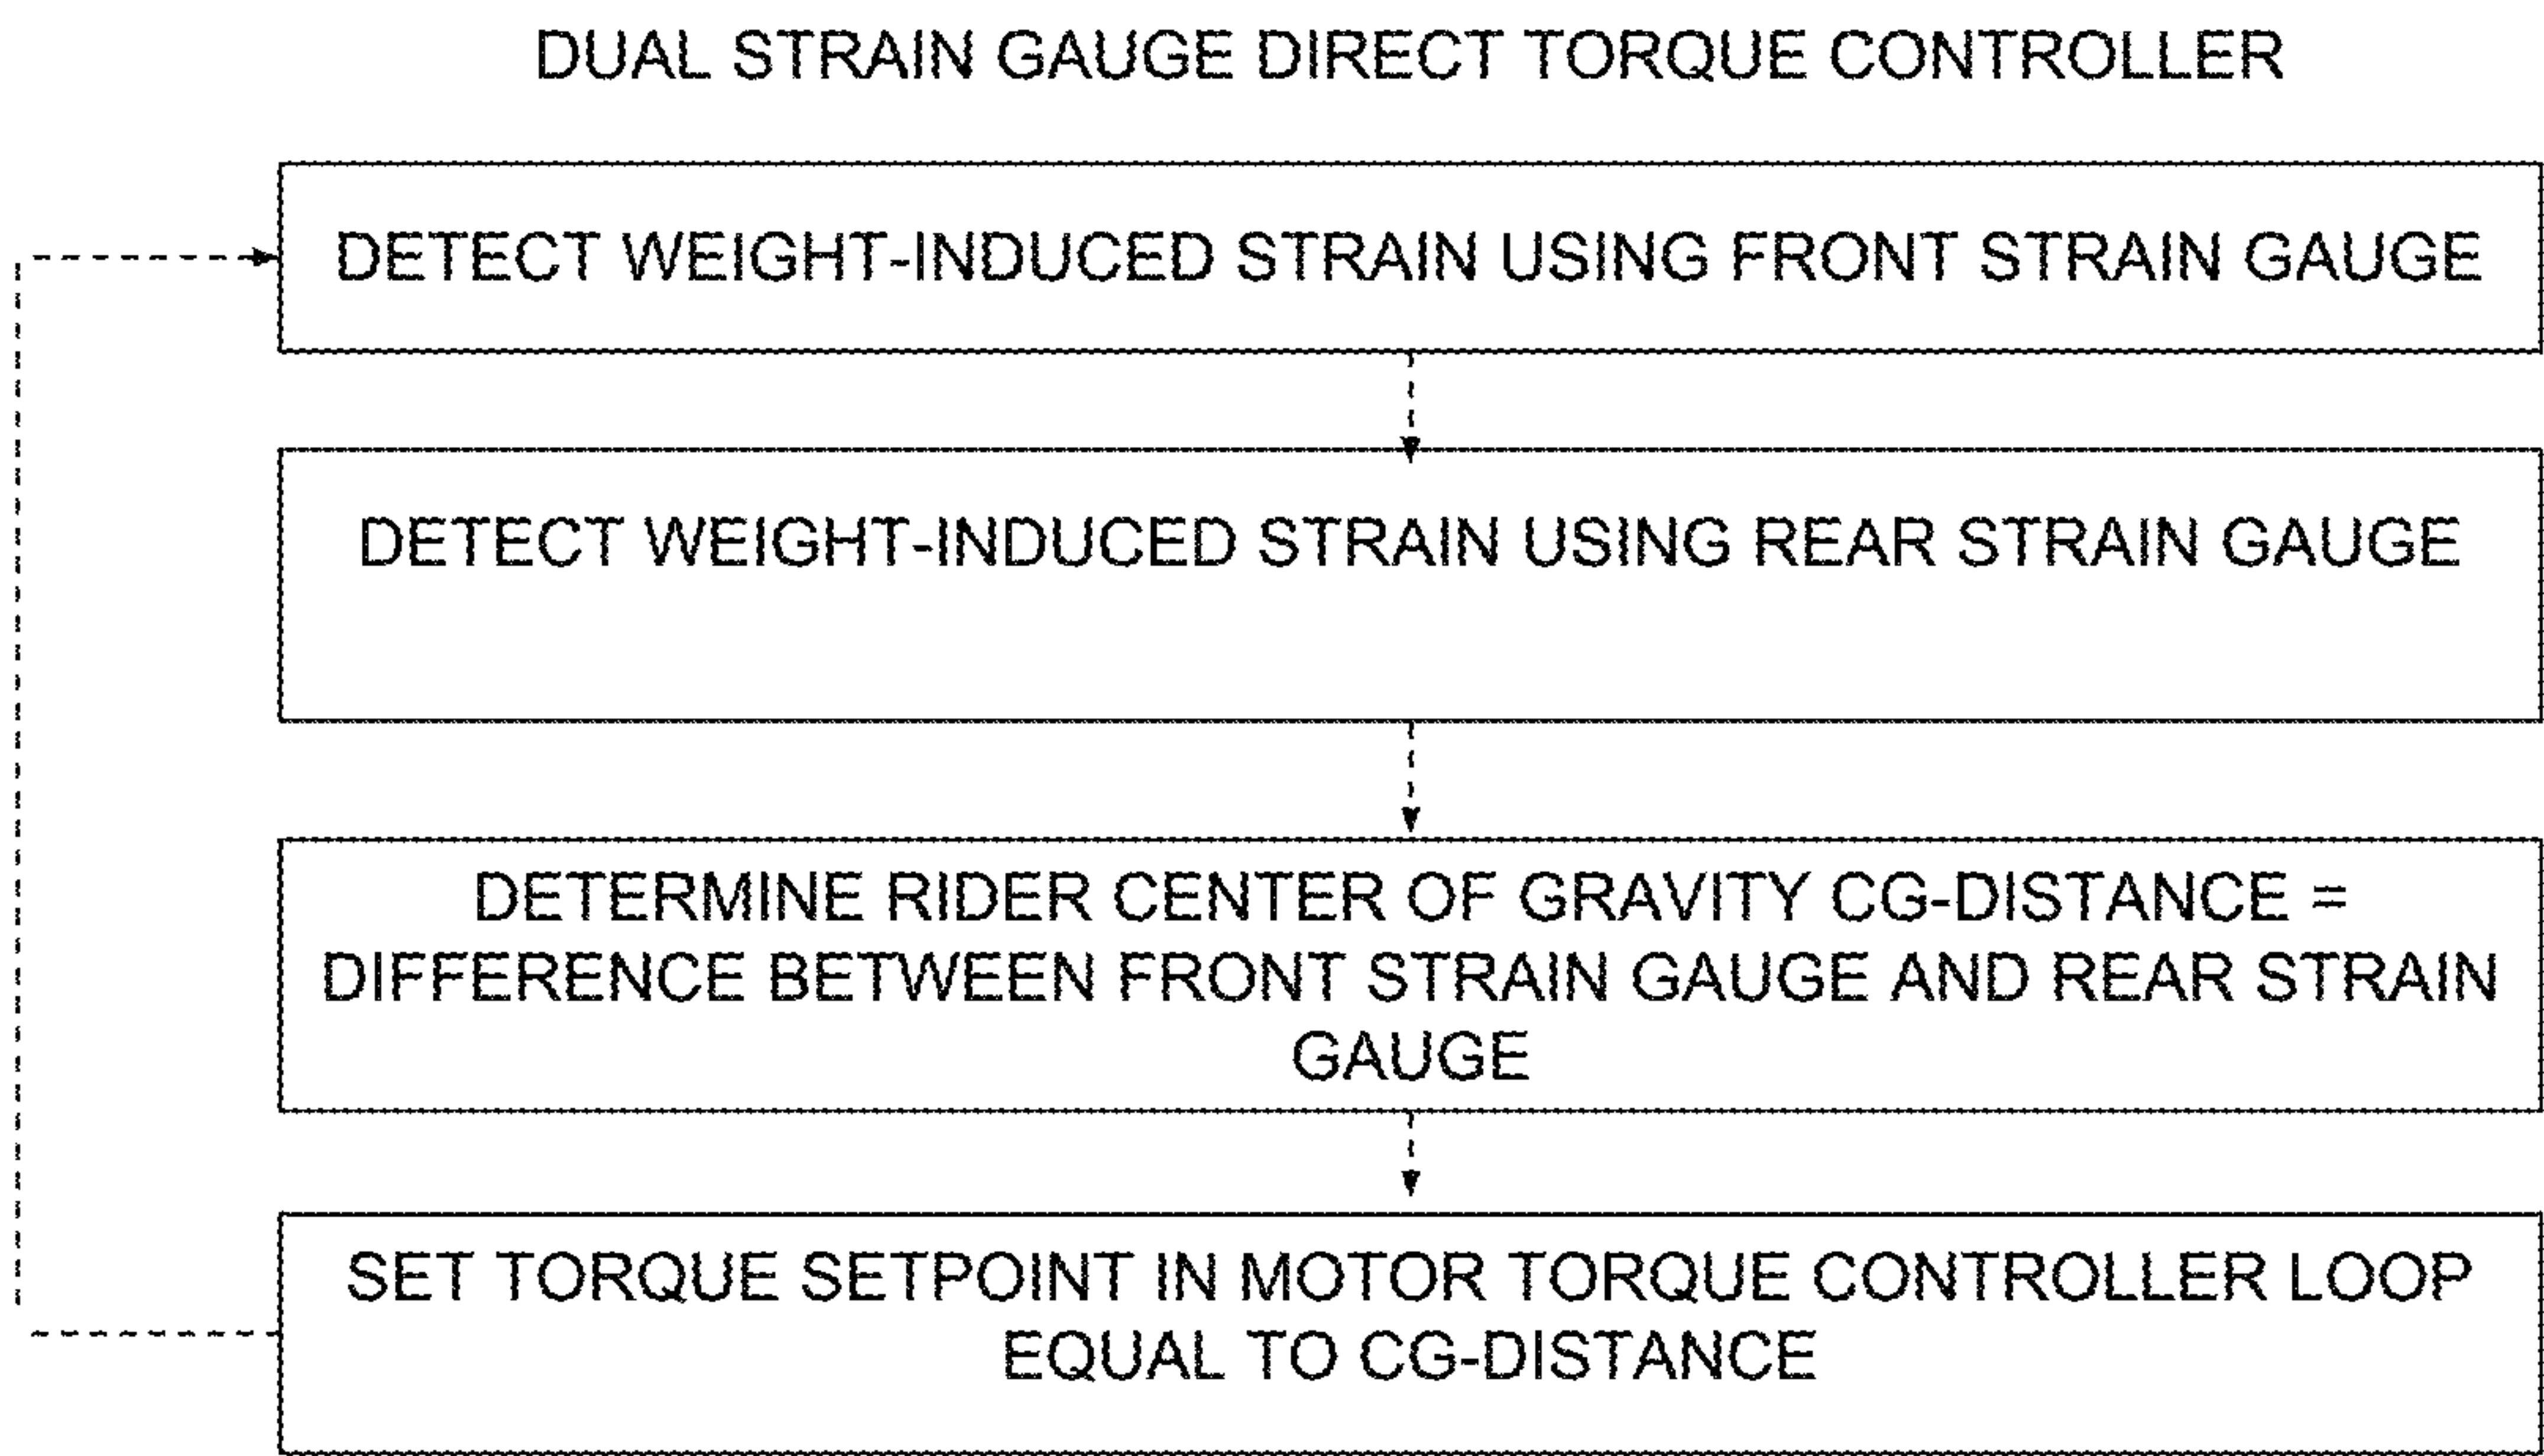 DUAL STRAIN GAUGE DIRECT TORQUE CONTROLLER
DETECT WEIGHT-INDUCED STRAIN USING FRONT STRAIN GAUGE
DETECT WEIGHT-INDUCED STRAIN USING REAR STRAIN GAUGE
DETERMINE RIDER CENTER OF GRAVITY CG-DISTANCE =
DIFFERENCE BETWEEN FRONT STRAIN GAUGE AND REAR STRAIN
GAUGE
SET TORQUE SETPOINT IN MOTOR TORQUE CONTROLLER LOOP
EQUAL TO CG-DISTANCE